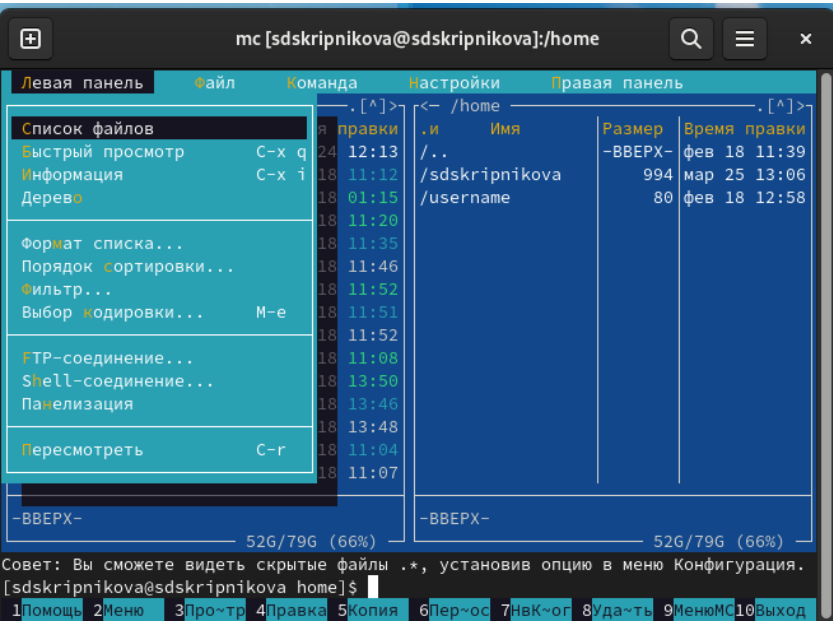 mc [sdskripnikova@sdskripnikova]:/home
Левая панель Файл Команда Настройки Правая панель
.[^]> <- /home .[^]>
Список файлов я правки .и Имя Размер Время правки
Быстрый просмотр C-x q 24 12:13 /.. -ВВЕРХ- фев 18 11:39
Информация C-x i 18 11:12 /sdskripnikova 994 мар 25 13:06
Дерево 18 01:15 /username 80 фев 18 12:58
18 11:20
Формат списка... 18 11:35
Порядок сортировки... 18 11:46
Фильтр... 18 11:52
Выбор кодировки... M-e 18 11:51
18 11:52
FTP-соединение... 18 11:08
Shell-соединение... 18 13:50
Панелизация 18 13:46
18 13:48
Пересмотреть C-r 18 11:04
18 11:07
-ВВЕРХ- -ВВЕРХ-
52G/79G (66%) 52G/79G (66%)
Совет: Вы сможете видеть скрытые файлы .*, установив опцию в меню Конфигурация.
[sdskripnikova@sdskripnikova home]$
1Помощь 2Меню 3Про~тр 4Правка 5Копия 6Пер~ос 7НвК~ог 8Уда~ть 9МенюМС 10Выход